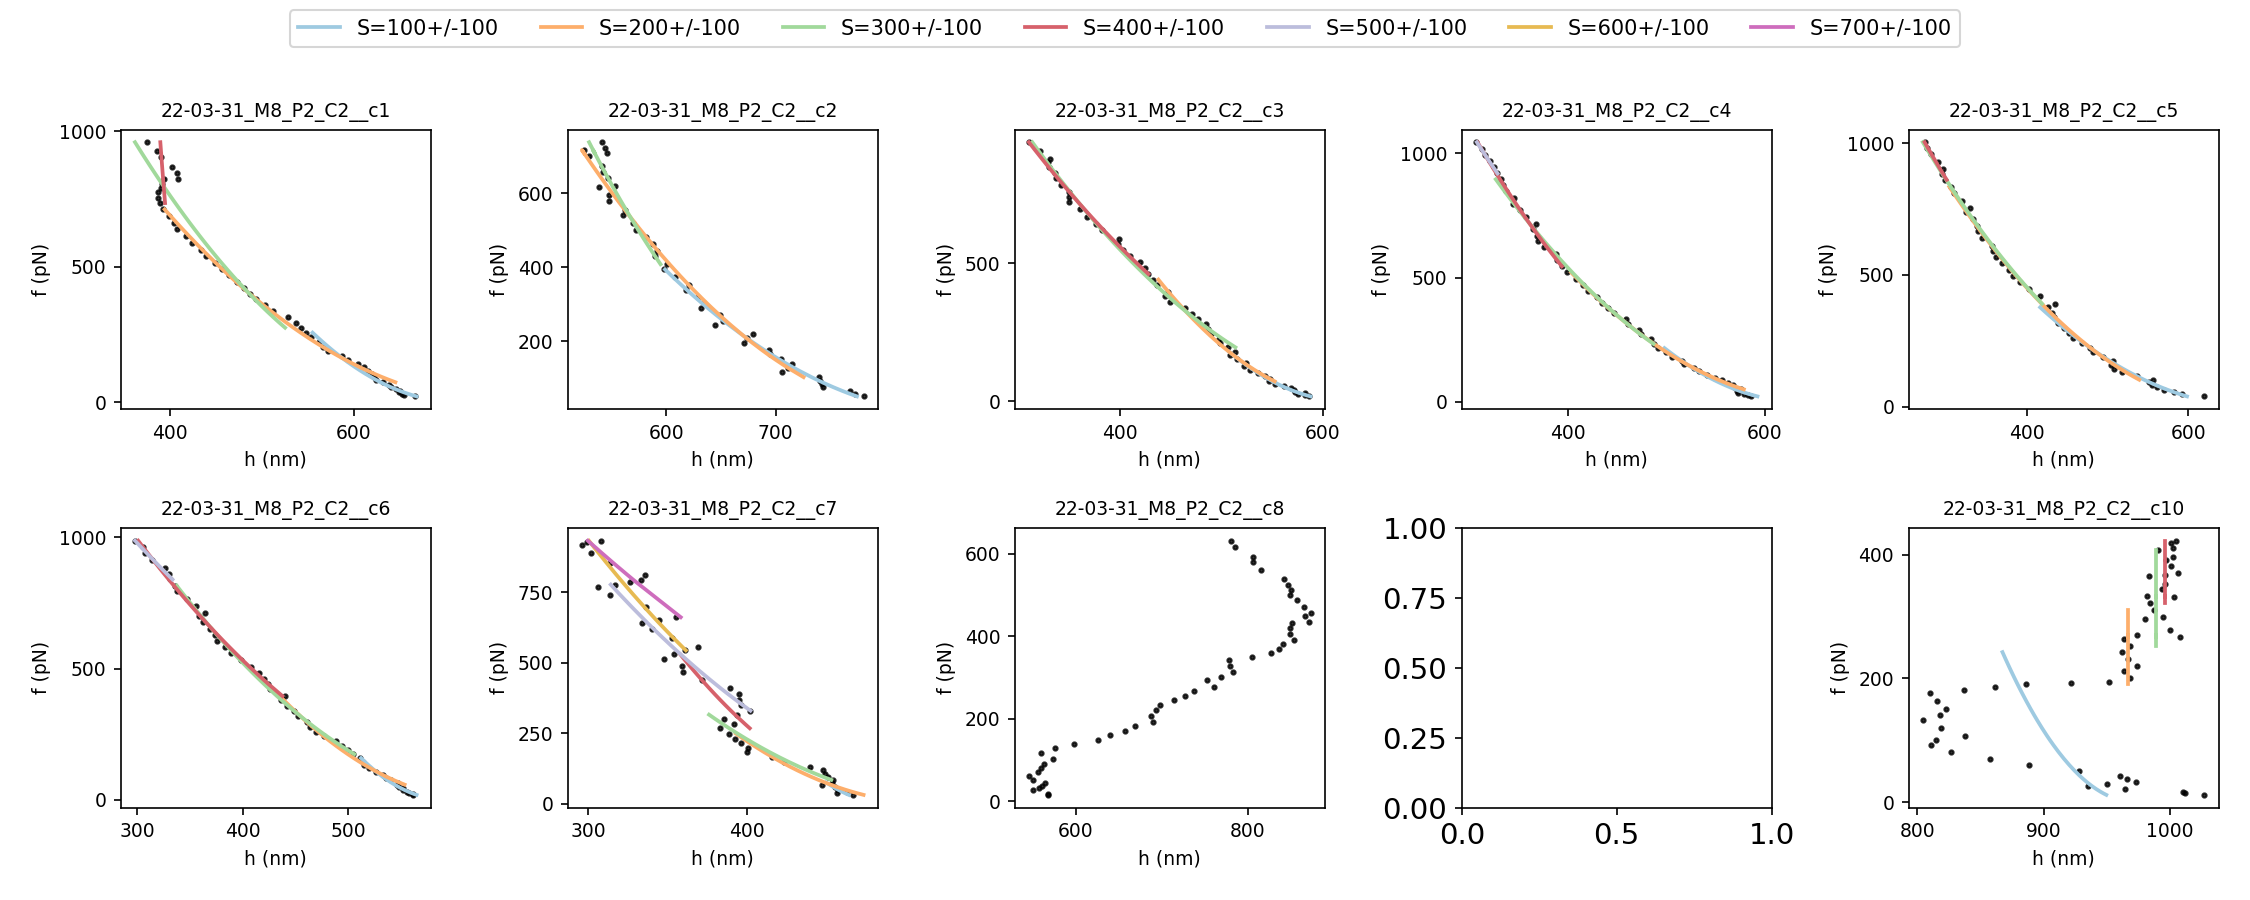 S=100+/-100 S=200+/-100 S=300+/-100 S=400+/-100 S=500+/-100 S=600+/-100 S=700+/-100
22-03-31_M8_P2_C2__c1
1000
500
0
f (pN)
400 600
h (nm)
22-03-31_M8_P2_C2__c2
600
400
200
f (pN)
600 700
h (nm)
22-03-31_M8_P2_C2__c3
500
0
f (pN)
400 600
h (nm)
22-03-31_M8_P2_C2__c4
1000
500
0
f (pN)
400 600
h (nm)
22-03-31_M8_P2_C2__c5
1000
500
0
f (pN)
400 600
h (nm)
22-03-31_M8_P2_C2__c6
1000
500
0
f (pN)
300 400 500
h (nm)
22-03-31_M8_P2_C2__c7
750
500
250
0
f (pN)
300 400
h (nm)
22-03-31_M8_P2_C2__c8
600
400
200
0
f (pN)
600 800
h (nm)
1.00
0.75
0.50
0.25
0.00
0.0 0.5 1.0
22-03-31_M8_P2_C2__c10
400
200
0
f (pN)
800 900 1000
h (nm)